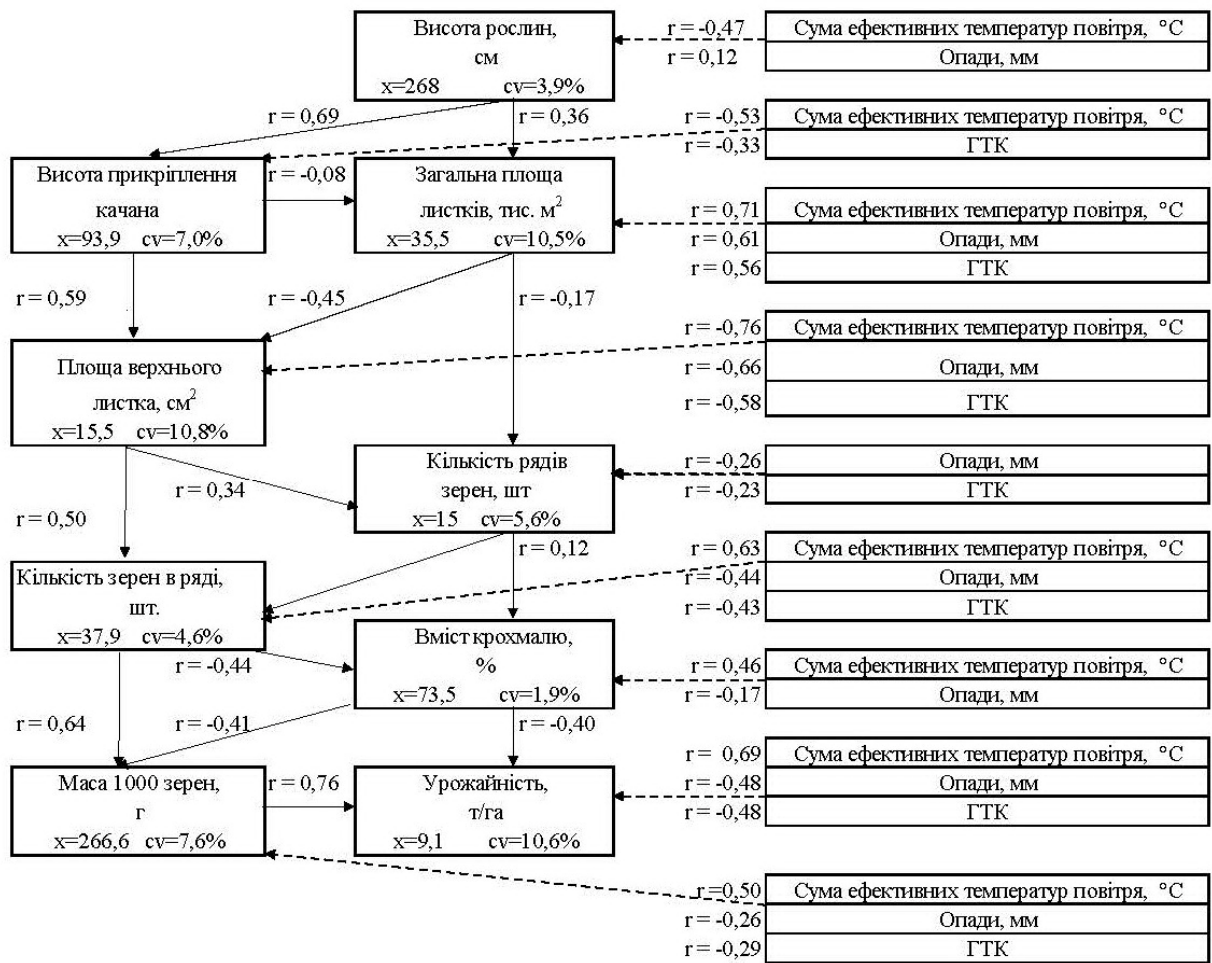 Висота рослин,
см
x=268 cv=3,9%
r = -0,47
r = 0,12
Сума ефективних температур повітря, °С
Опади, мм
r = 0,69
r = 0,36
r = -0,53
r = -0,33
Сума ефективних температур повітря, °С
ГТК
Висота прикріплення
качана
x=93,9 cv=7,0%
r = -0,08
Загальна площа
листків, тис. м²
x=35,5 cv=10,5%
r = 0,71
r = 0,61
r = 0,56
Сума ефективних температур повітря, °С
Опади, мм
ГТК
r = 0,59
r = -0,45
r = -0,17
r = -0,76
r = -0,66
r = -0,58
Сума ефективних температур повітря, °С
Опади, мм
ГТК
Площа верхнього
листка, см²
x=15,5 cv=10,8%
r = 0,34
r = 0,50
Кількість рядів
зерен, шт
x=15 cv=5,6%
r = -0,26
r = -0,23
Опади, мм
ГТК
r = 0,12
r = 0,63
r = -0,44
r = -0,43
Сума ефективних температур повітря, °С
Опади, мм
ГТК
Кількість зерен в ряді,
шт.
x=37,9 cv=4,6%
r = -0,44
Вміст крохмалю,
%
x=73,5 cv=1,9%
r = 0,46
r = -0,17
Сума ефективних температур повітря, °С
Опади, мм
r = 0,64
r = -0,41
r = -0,40
Маса 1000 зерен,
г
x=266,6 cv=7,6%
r = 0,76
Урожайність,
т/га
x=9,1 cv=10,6%
r = 0,69
r = -0,48
r = -0,48
Сума ефективних температур повітря, °С
Опади, мм
ГТК
r =0,50
r = -0,26
r = -0,29
Сума ефективних температур повітря, °С
Опади, мм
ГТК